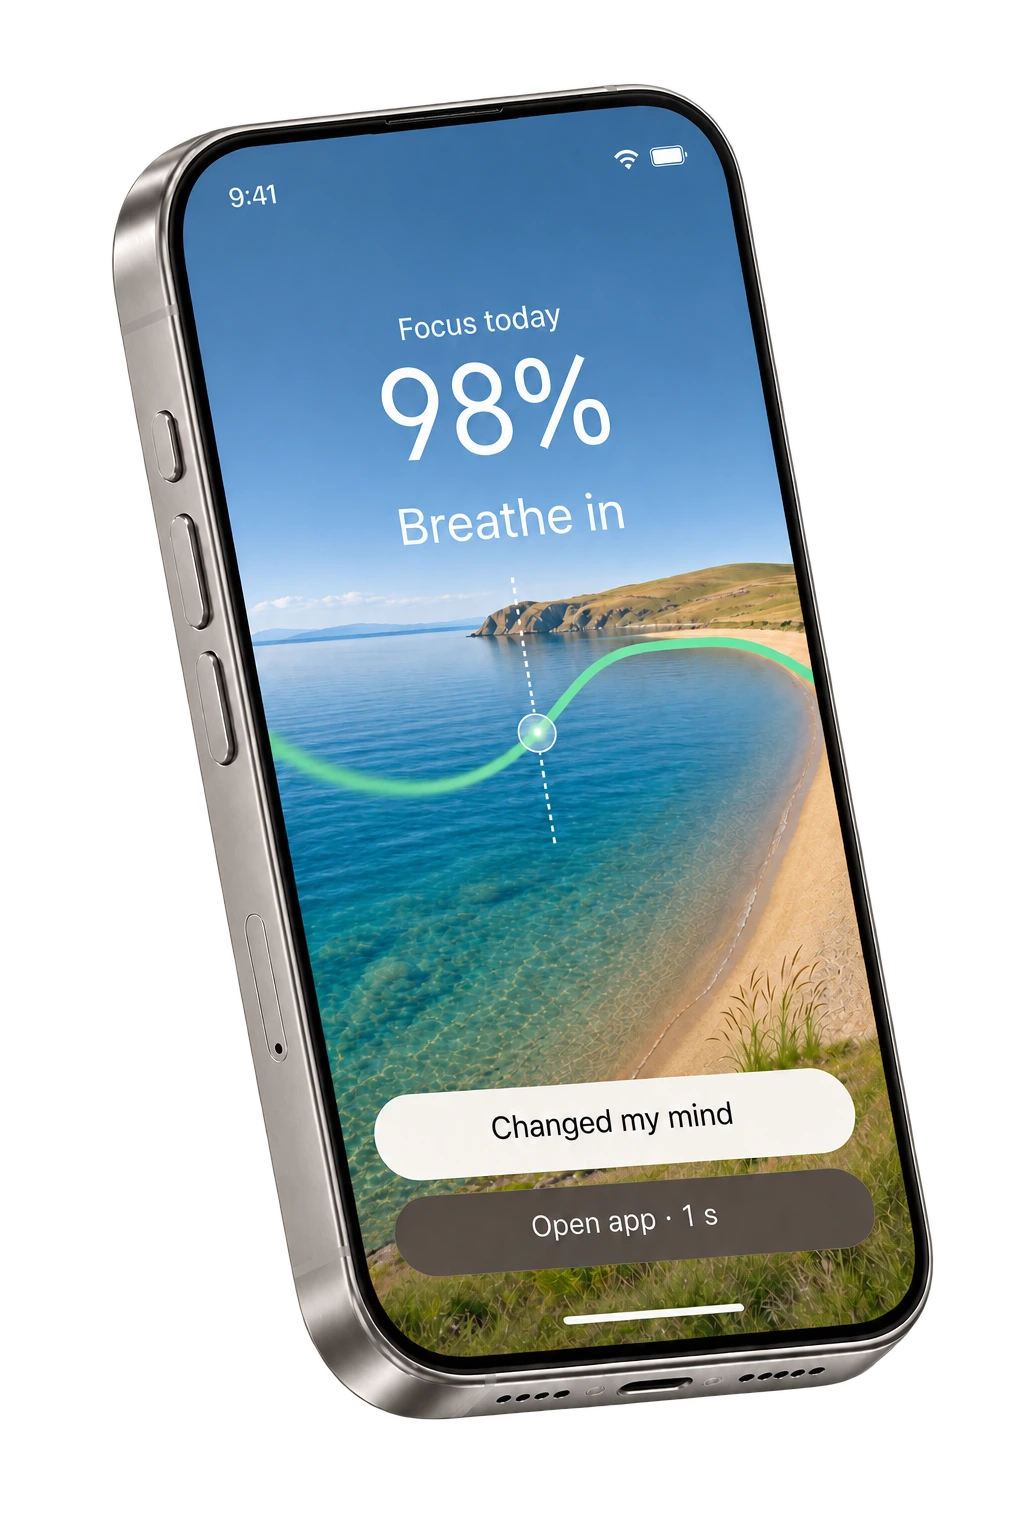 9:41
Focus today
98%
Breathe in
Changed my mind
Open app · 1 s